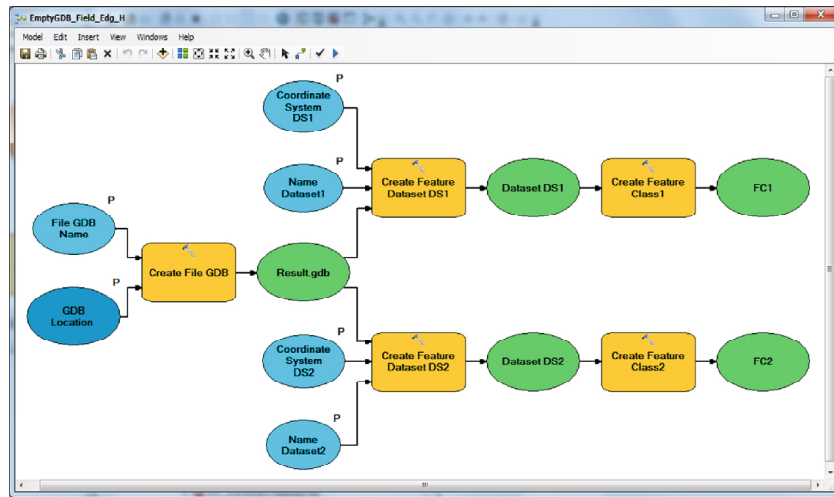 EmptyGDB_Field_Edg_H
Model Edit Insert View Windows Help
P
Coordinate
System
DS1
P
Name
Dataset1
Create Feature
Dataset DS1
Dataset DS1
Create Feature
Class1
FC1
P
File GDB
Name
P
GDB
Location
Create File GDB
Result.gdb
P
Coordinate
System
DS2
Create Feature
Dataset DS2
Dataset DS2
Create Feature
Class2
FC2
P
Name
Dataset2